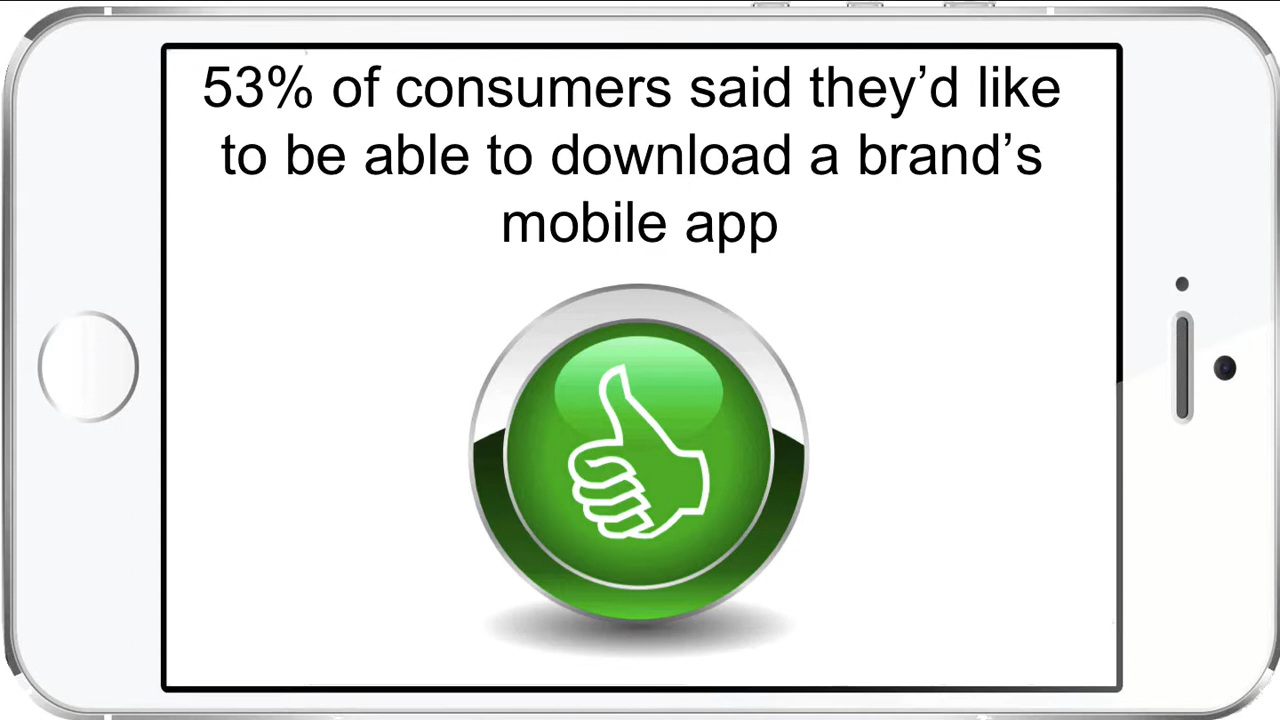 53% of consumers said they’d like
to be able to download a brand’s
mobile app